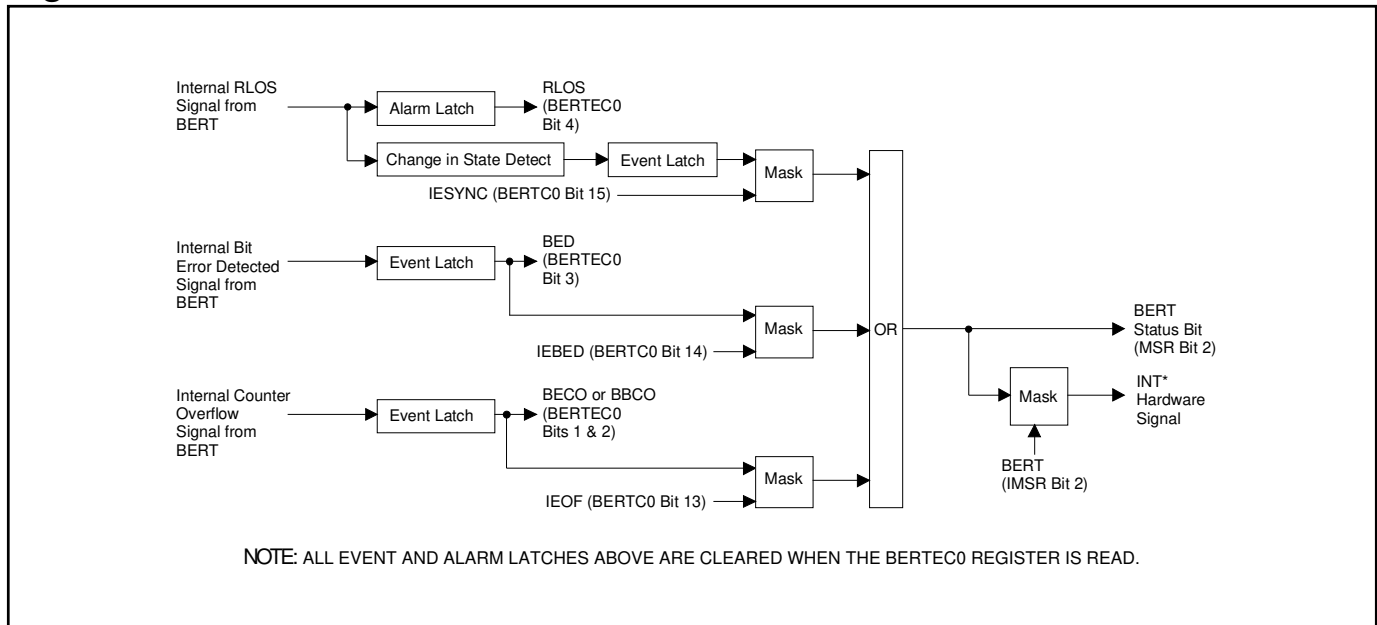 Internal RLOS
Signal from
BERT
Alarm Latch
RLOS
(BERTEC0
Bit 4)
Change in State Detect
Event Latch
Mask
IESYNC (BERTC0 Bit 15)
Internal Bit
Error Detected
Signal from
BERT
Event Latch
BED
(BERTEC0
Bit 3)
Mask
IEBED (BERTC0 Bit 14)
OR
BERT
Status Bit
(MSR Bit 2)
Internal Counter
Overflow
Signal from
BERT
Event Latch
BECO or BBCO
(BERTEC0
Bits 1 & 2)
Mask
INT*
Hardware
Signal
BERT
(IMSR Bit 2)
Mask
IEOF (BERTC0 Bit 13)
NOTE: ALL EVENT AND ALARM LATCHES ABOVE ARE CLEARED WHEN THE BERTEC0 REGISTER IS READ.